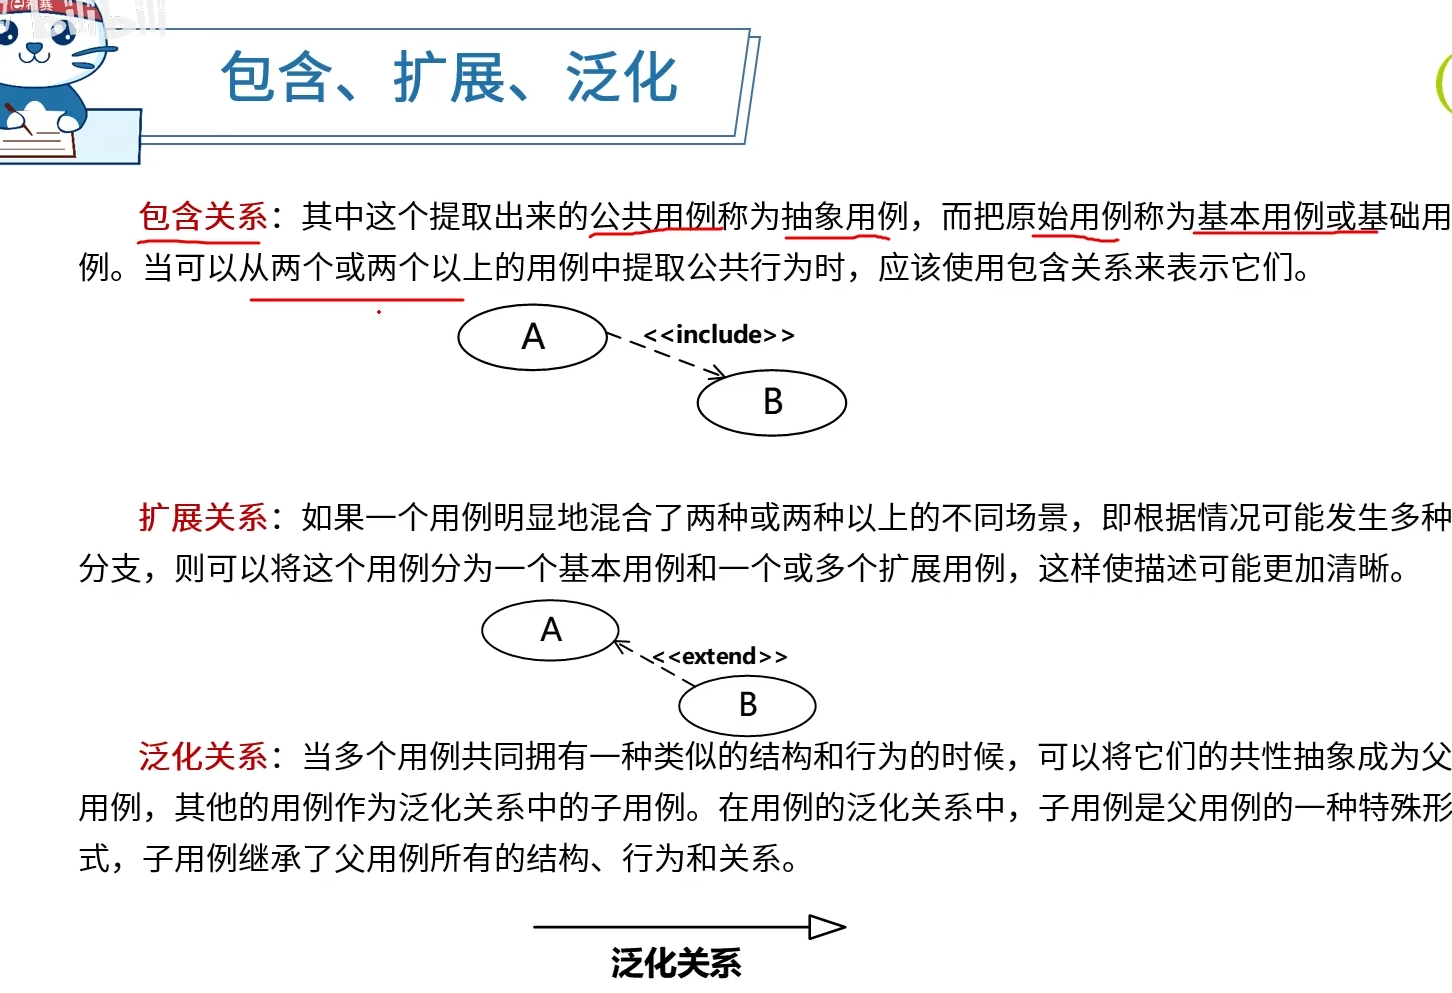 e希赛
bilibili
包含、扩展、泛化
包含关系：其中这个提取出来的公共用例称为抽象用例，而把原始用例称为基本用例或基础用
例。当可以从两个或两个以上的用例中提取公共行为时，应该使用包含关系来表示它们。
A
<<include>>
B
扩展关系：如果一个用例明显地混合了两种或两种以上的不同场景，即根据情况可能发生多种
分支，则可以将这个用例分为一个基本用例和一个或多个扩展用例，这样使描述可能更加清晰。
A
<<extend>>
B
泛化关系：当多个用例共同拥有一种类似的结构和行为的时候，可以将它们的共性抽象成为父
用例，其他的用例作为泛化关系中的子用例。在用例的泛化关系中，子用例是父用例的一种特殊形
式，子用例继承了父用例所有的结构、行为和关系。
泛化关系